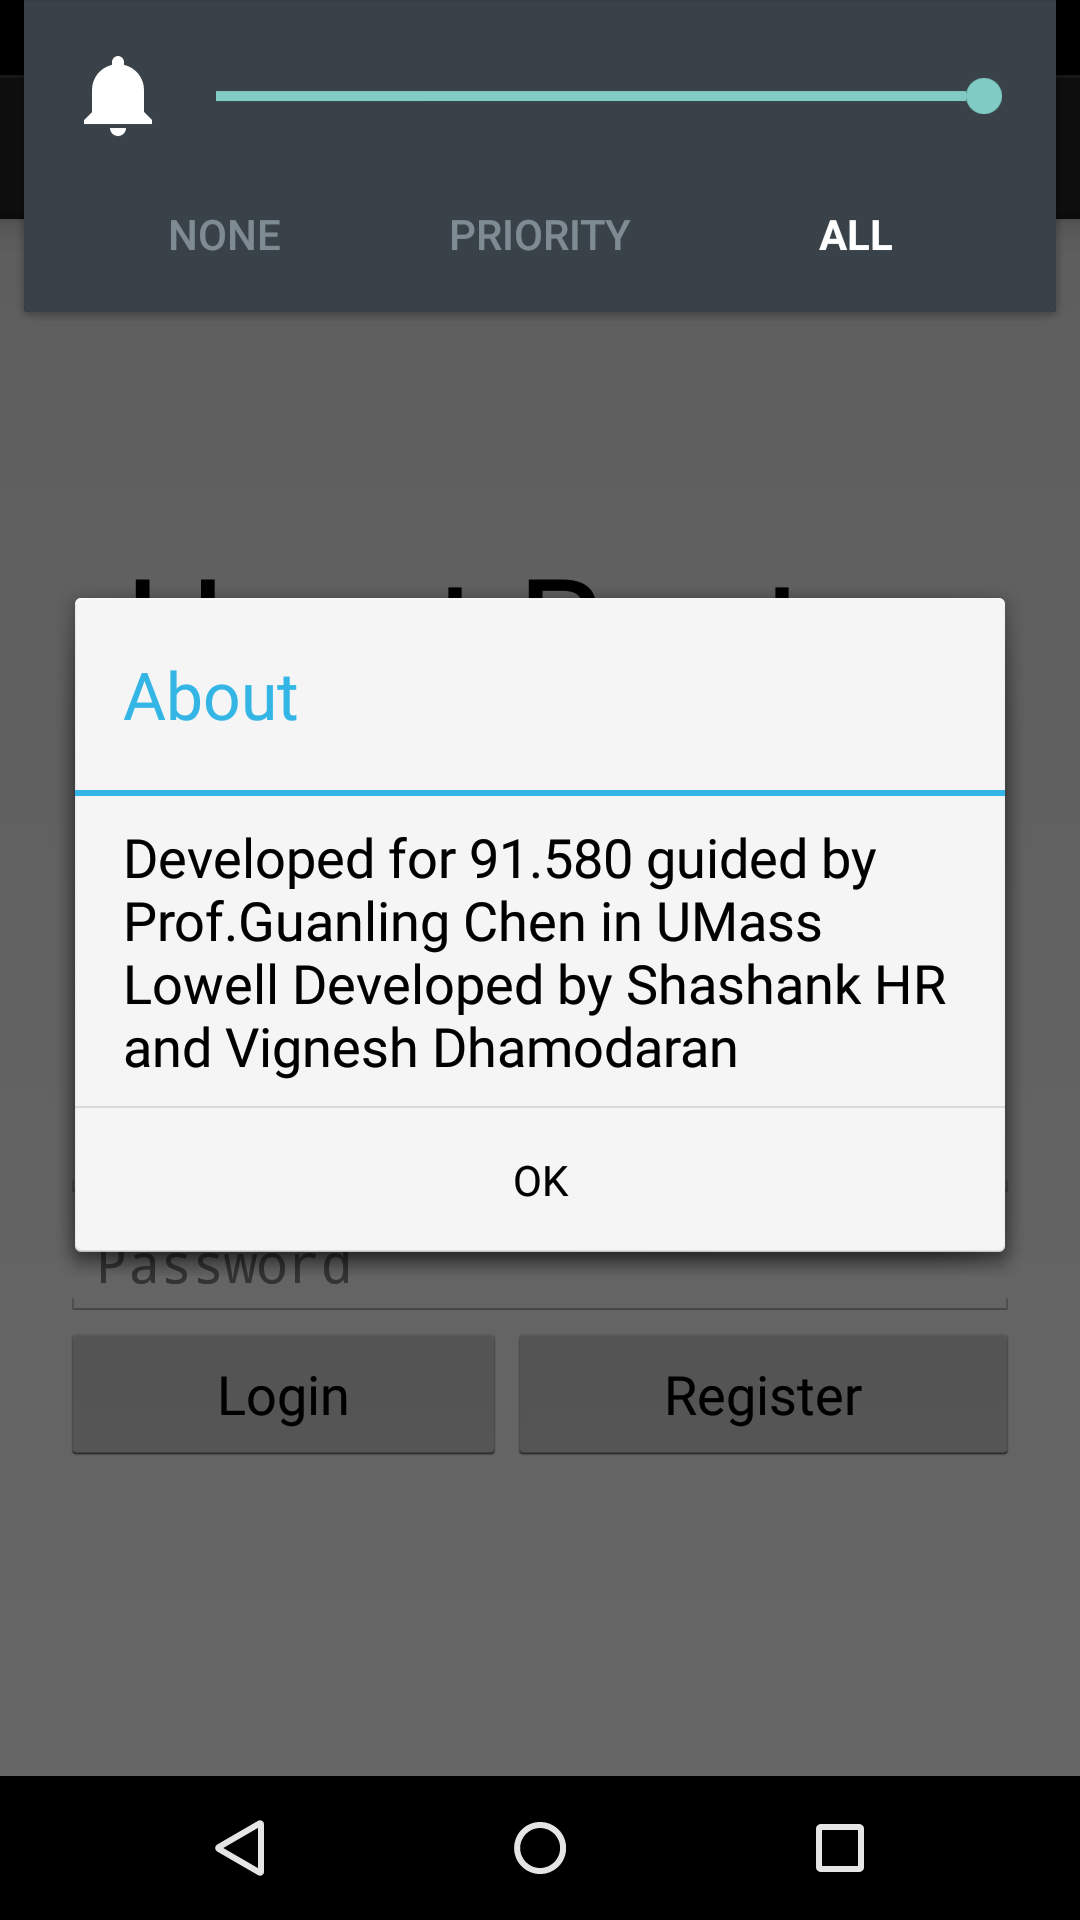 NONE PRIORITY ALL
About
Developed for 91.580 guided by
Prof.Guanling Chen in UMass
Lowell Developed by Shashank HR
and Vignesh Dhamodaran
OK
Password
Login Register